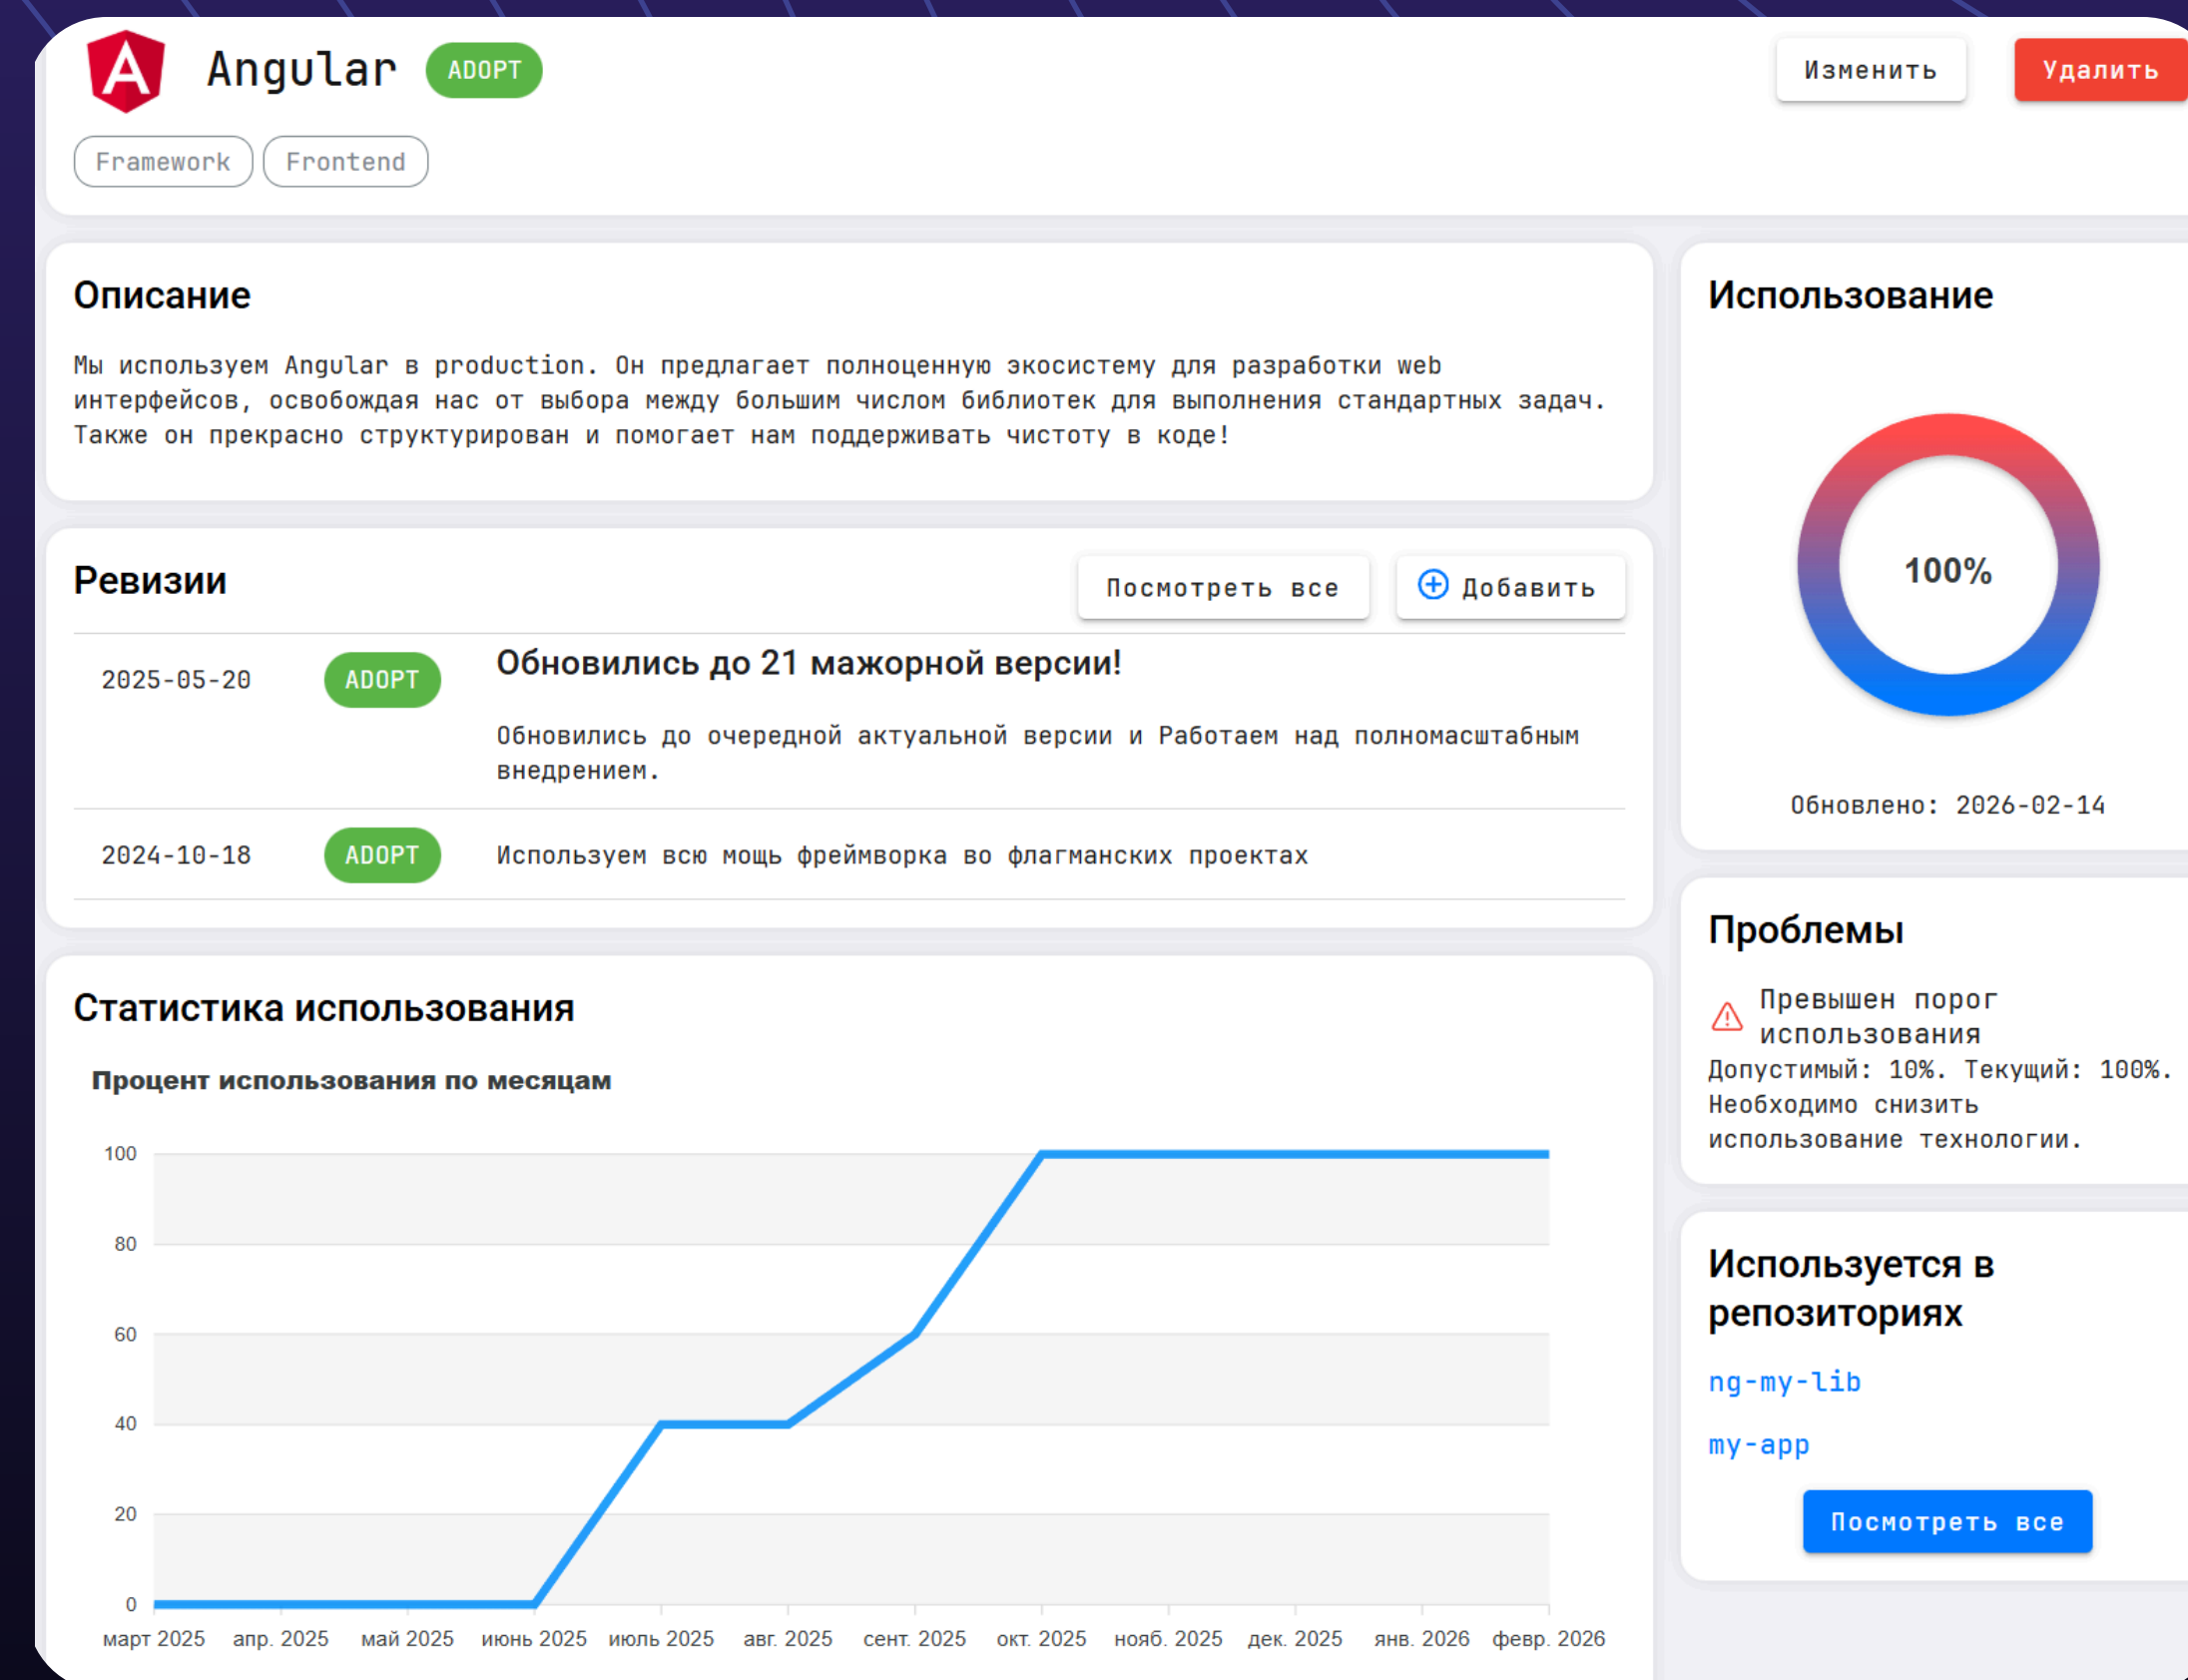 Angular ADOPT
Изменить
Удалить
Framework Frontend
Описание
Мы используем Angular в production. Он предлагает полноценную экосистему для разработки web
интерфейсов, освобождая нас от выбора между большим числом библиотек для выполнения стандартных задач.
Также он прекрасно структурирован и помогает нам поддерживать чистоту в коде!
Ревизии
Посмотреть все
Добавить
2025-05-20 ADOPT Обновились до 21 мажорной версии!
Обновились до очередной актуальной версии и Работаем над полномасштабным
внедрением.
2024-10-18 ADOPT Используем всю мощь фреймворка во флагманских проектах
Статистика использования
Процент использования по месяцам
100
80
60
40
20
0
март 2025 апр. 2025 май 2025 июнь 2025 июль 2025 авг. 2025 сент. 2025 окт. 2025 нояб. 2025 дек. 2025 янв. 2026 февр. 2026
Использование
100%
Обновлено: 2026-02-14
Проблемы
Превышен порог
использования
Допустимый: 10%. Текущий: 100%.
Необходимо снизить
использование технологии.
Используется в
репозиториях
ng-my-lib
my-app
Посмотреть все